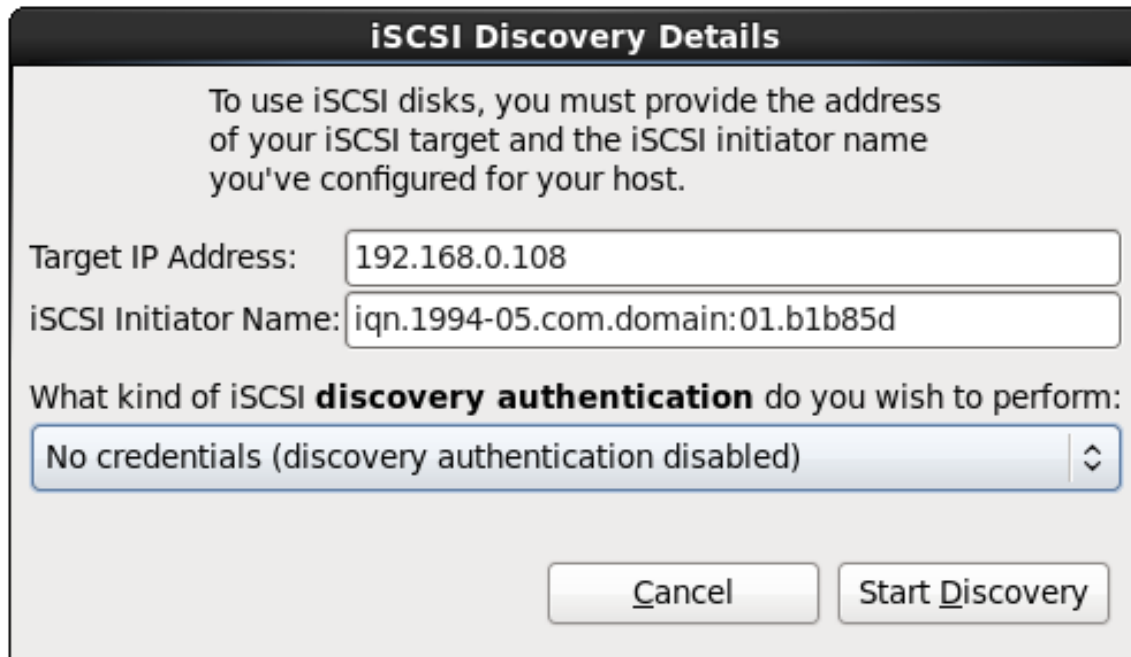 iSCSI Discovery Details
To use iSCSI disks, you must provide the address
of your iSCSI target and the iSCSI initiator name
you've configured for your host.
Target IP Address: 192.168.0.108
iSCSI Initiator Name: iqn.1994-05.com.domain:01.b1b85d
What kind of iSCSI discovery authentication do you wish to perform:
No credentials (discovery authentication disabled)
Cancel Start Discovery